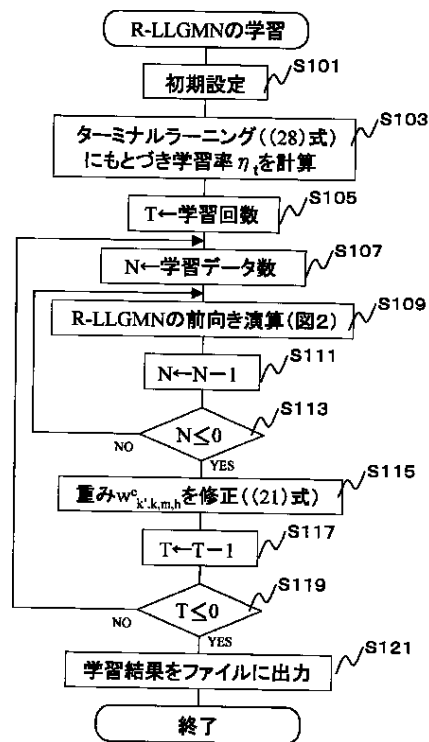 R-LLGMNの学習
S101
初期設定
S103
ターミナルラーニング((28)式)
にもとづき学習率ηtを計算
S105
T←学習回数
S107
N←学習データ数
S109
R-LLGMNの前向き演算(図2)
S111
N←N－1
S113
N≤0
NO
YES
S115
重みw^c_{k',k,m,h}を修正((21)式)
S117
T←T－1
S119
T≤0
NO
YES
S121
学習結果をファイルに出力
終了